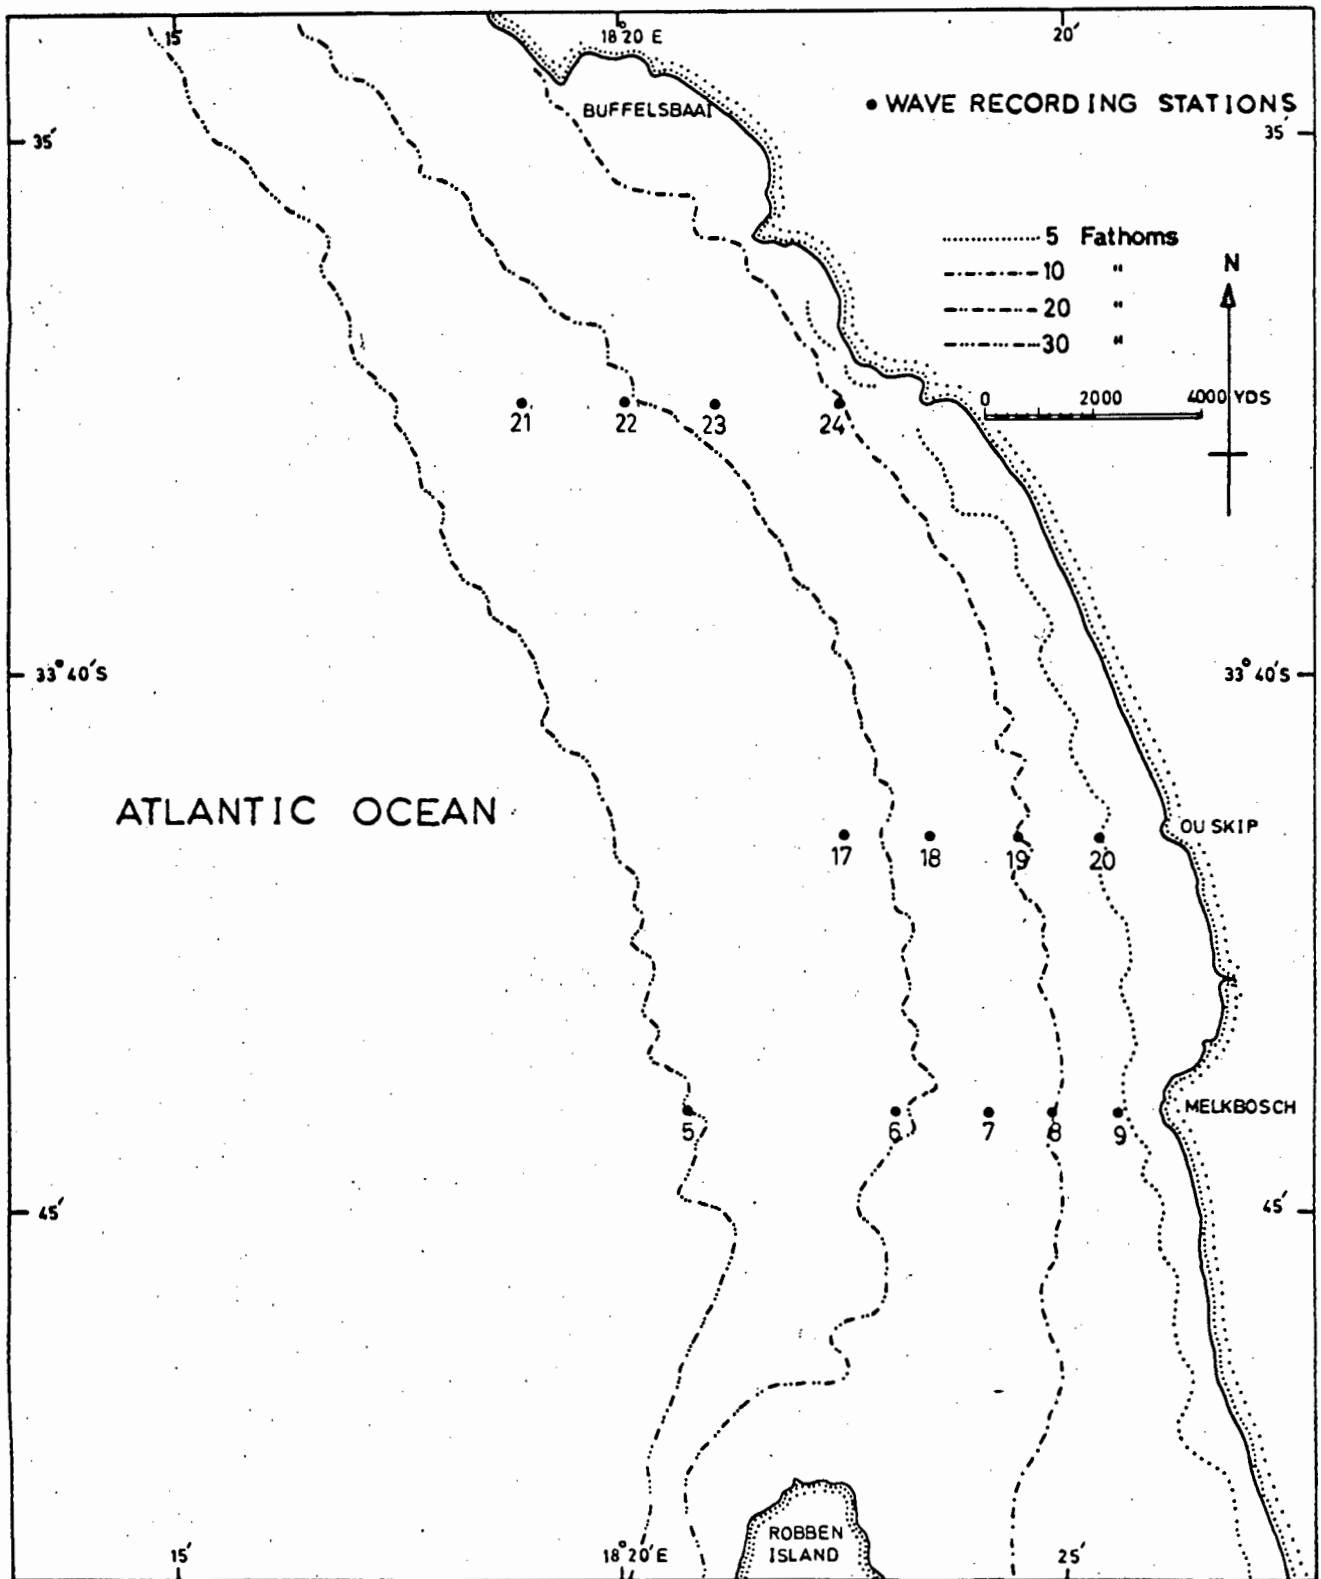 15'
18°20 E
20'
BUFFELSBAAI
• WAVE RECORDING STATIONS
35'
35'
5 Fathoms
10 "
20 "
30 "
N
0 2000 4000 YDS
21
22
23
24
33°40'S
33°40'S
ATLANTIC OCEAN
OU SKIP
17
18
19
20
MELKBOSCH
5
6
7
8
9
45'
45'
ROBBEN
ISLAND
15'
18°20'E
25'